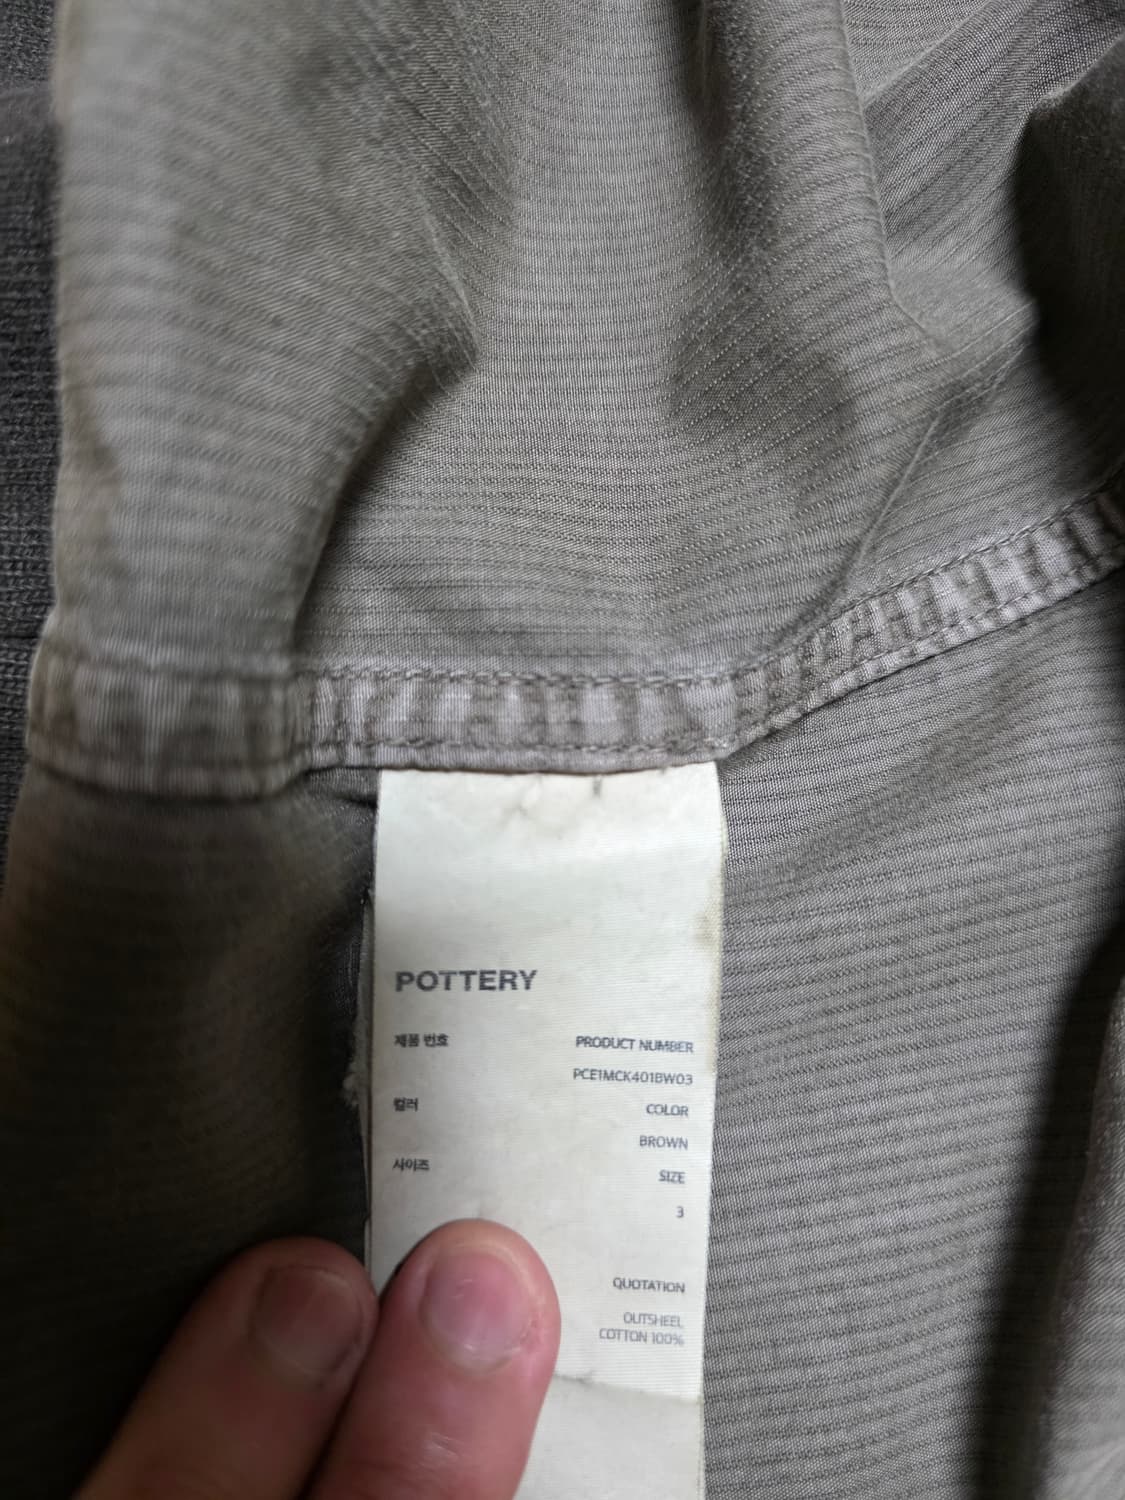 POTTERY
제품 번호 PRODUCT NUMBER
PCE1MCK401BW03
컬러 COLOR
BROWN
사이즈 SIZE
3
QUOTATION
OUTSHEEL
COTTON 100%